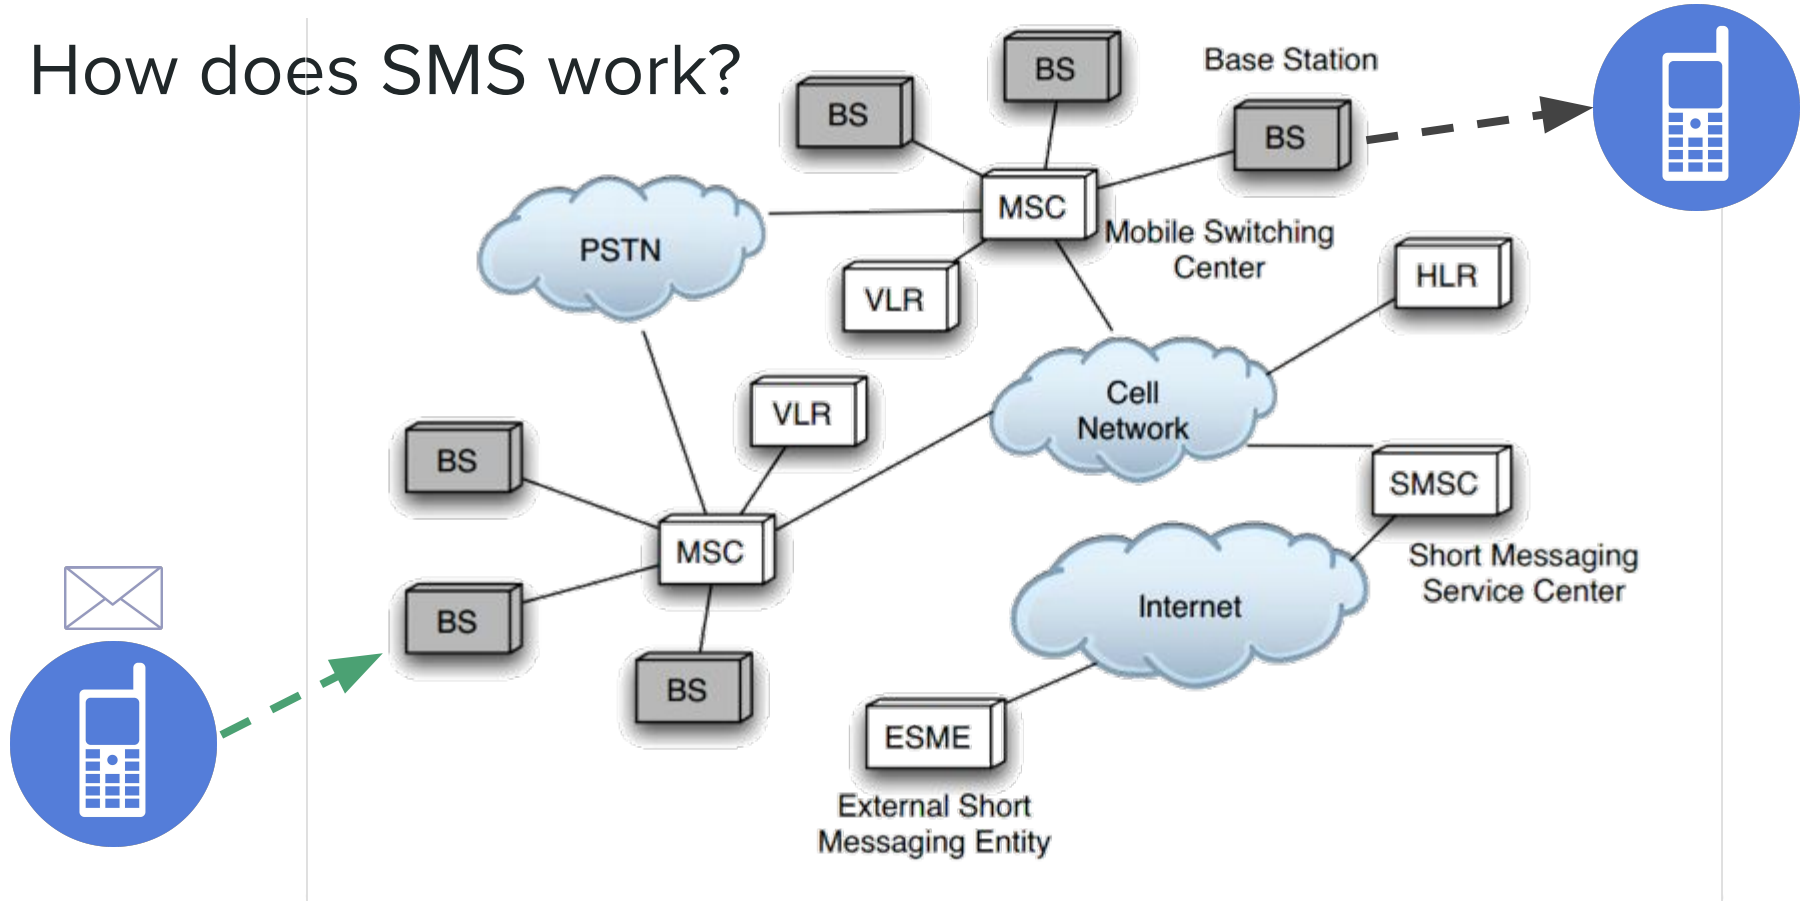 How does SMS work?
BS
Base Station
BS
BS
MSC
Mobile Switching
Center
PSTN
HLR
VLR
Cell
Network
VLR
BS
SMSC
MSC
Short Messaging
Service Center
Internet
BS
BS
ESME
External Short
Messaging Entity